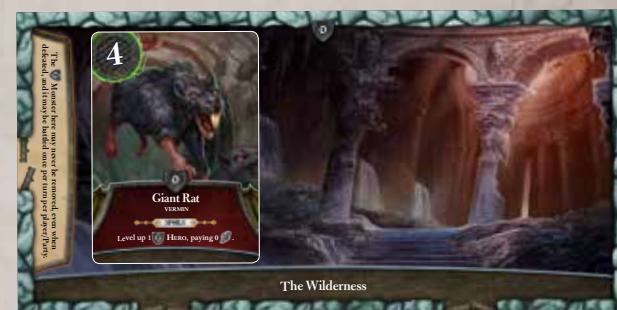 The Monster here may never be removed, even when
defeated, and it may be battled once per turn per player/Party.
4
D
Giant Rat
VERMIN
SPOILS
Level up 1 HERO, paying 0 .
The Wilderness